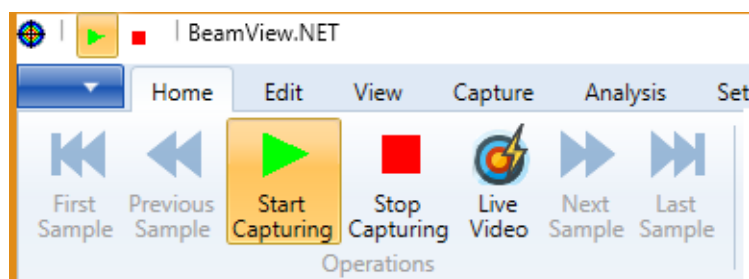 BeamView.NET
Home Edit View Capture Analysis Set
First Sample Previous Sample Start Capturing Stop Capturing Live Video Next Sample Last Sample
Operations